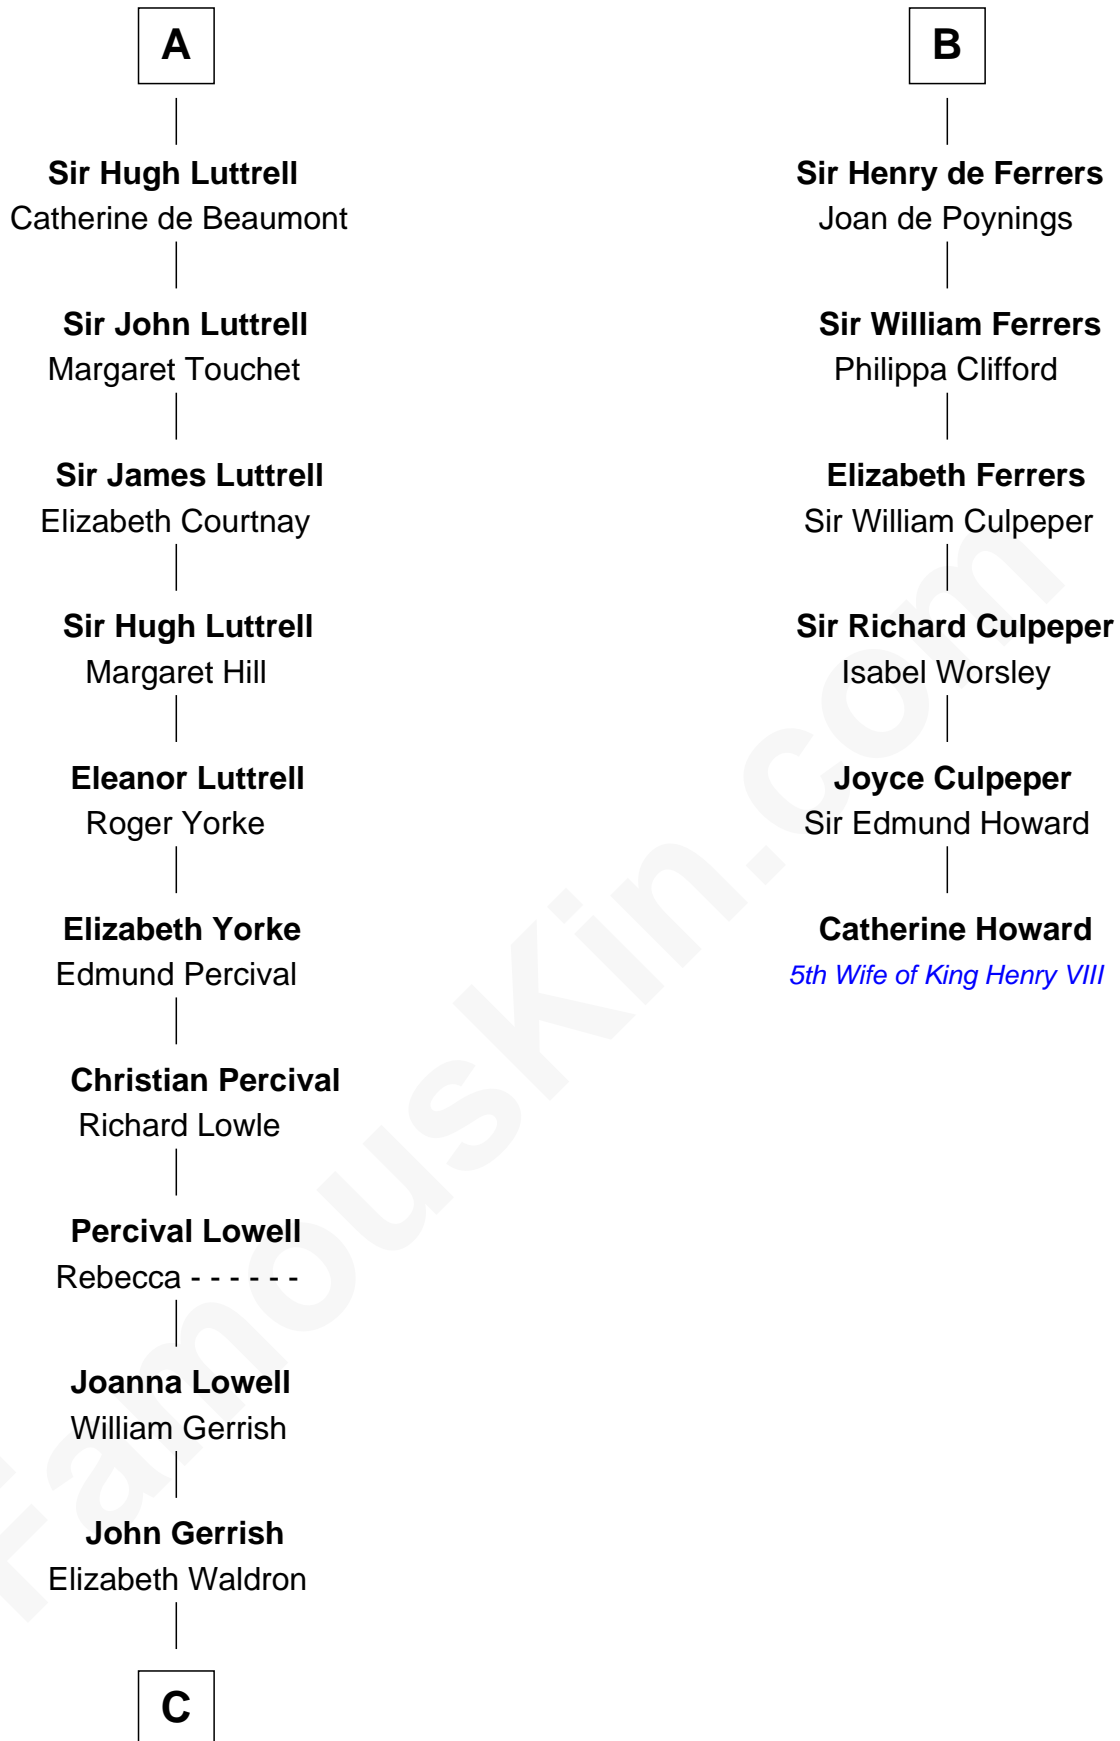 A
Sir Hugh Luttrell
Catherine de Beaumont
Sir John Luttrell
Margaret Touchet
Sir James Luttrell
Elizabeth Courtnay
Sir Hugh Luttrell
Margaret Hill
Eleanor Luttrell
Roger Yorke
Elizabeth Yorke
Edmund Percival
Christian Percival
Richard Lowle
Percival Lowell
Rebecca - - - - - -
Joanna Lowell
William Gerrish
John Gerrish
Elizabeth Waldron
C
B
Sir Henry de Ferrers
Joan de Poynings
Sir William Ferrers
Philippa Clifford
Elizabeth Ferrers
Sir William Culpeper
Sir Richard Culpeper
Isabel Worsley
Joyce Culpeper
Sir Edmund Howard
Catherine Howard
5th Wife of King Henry VIII
FamousKin.com